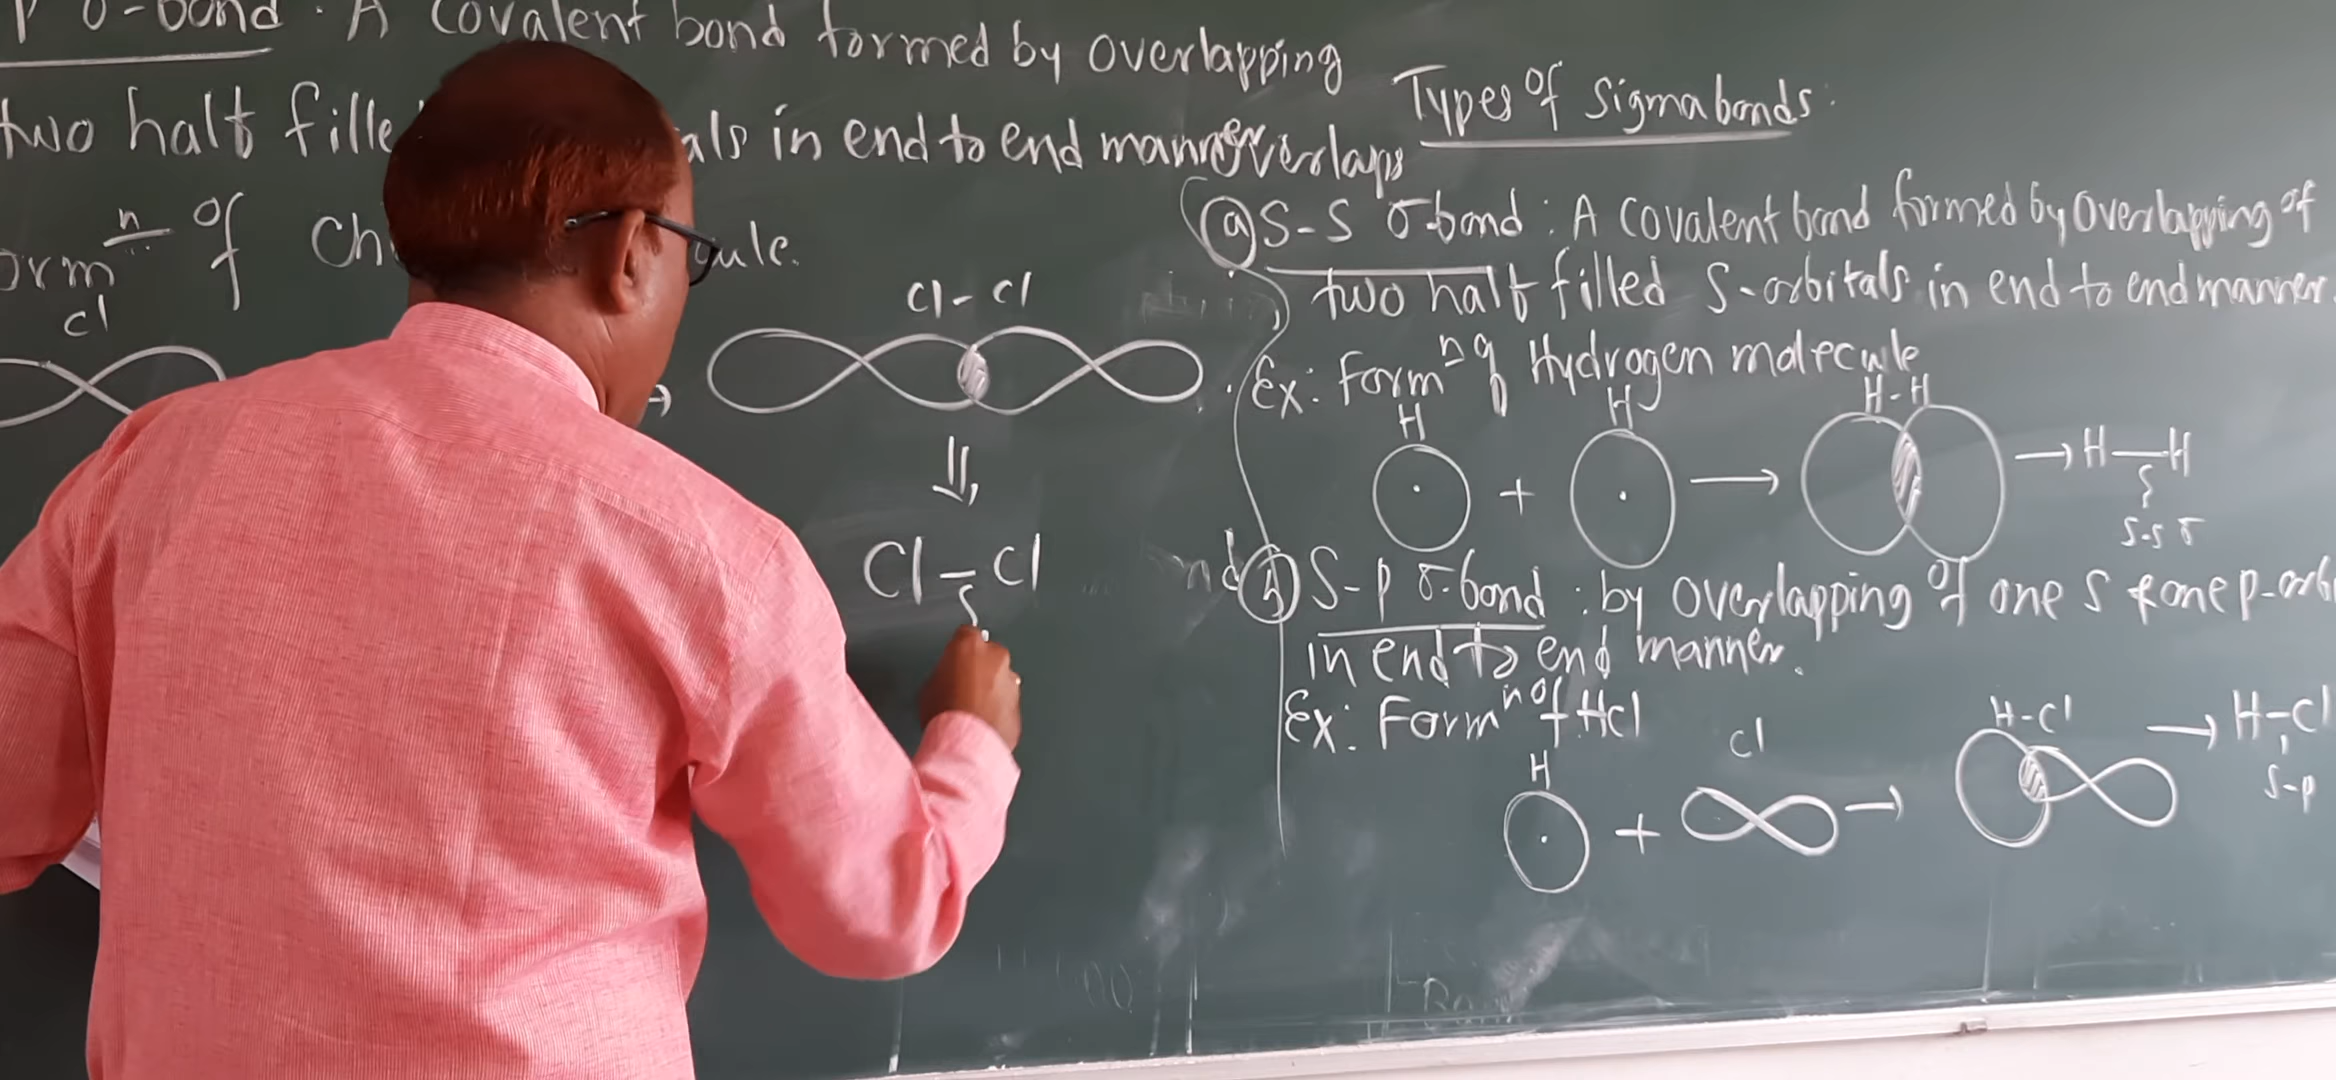 p σ-bond : A covalent bond formed by overlapping
two half fille als in end to end manner
overlaps
orm n of Ch cule.
cl
cl - cl
Cl - Cl
Types of sigma bonds:
a) S-S σ-bond : A covalent bond formed by overlapping of
two half filled S-orbitals in end to end manner.
Ex: Form n of Hydrogen molecule
H H H-H
+ → → H—H
s-s σ
nd
b) S-p σ-bond : by overlapping of one S & one p-orbi
in end to end manner.
Ex: Form n of HCl
H cl H-Cl → H-Cl
+ →
S-p